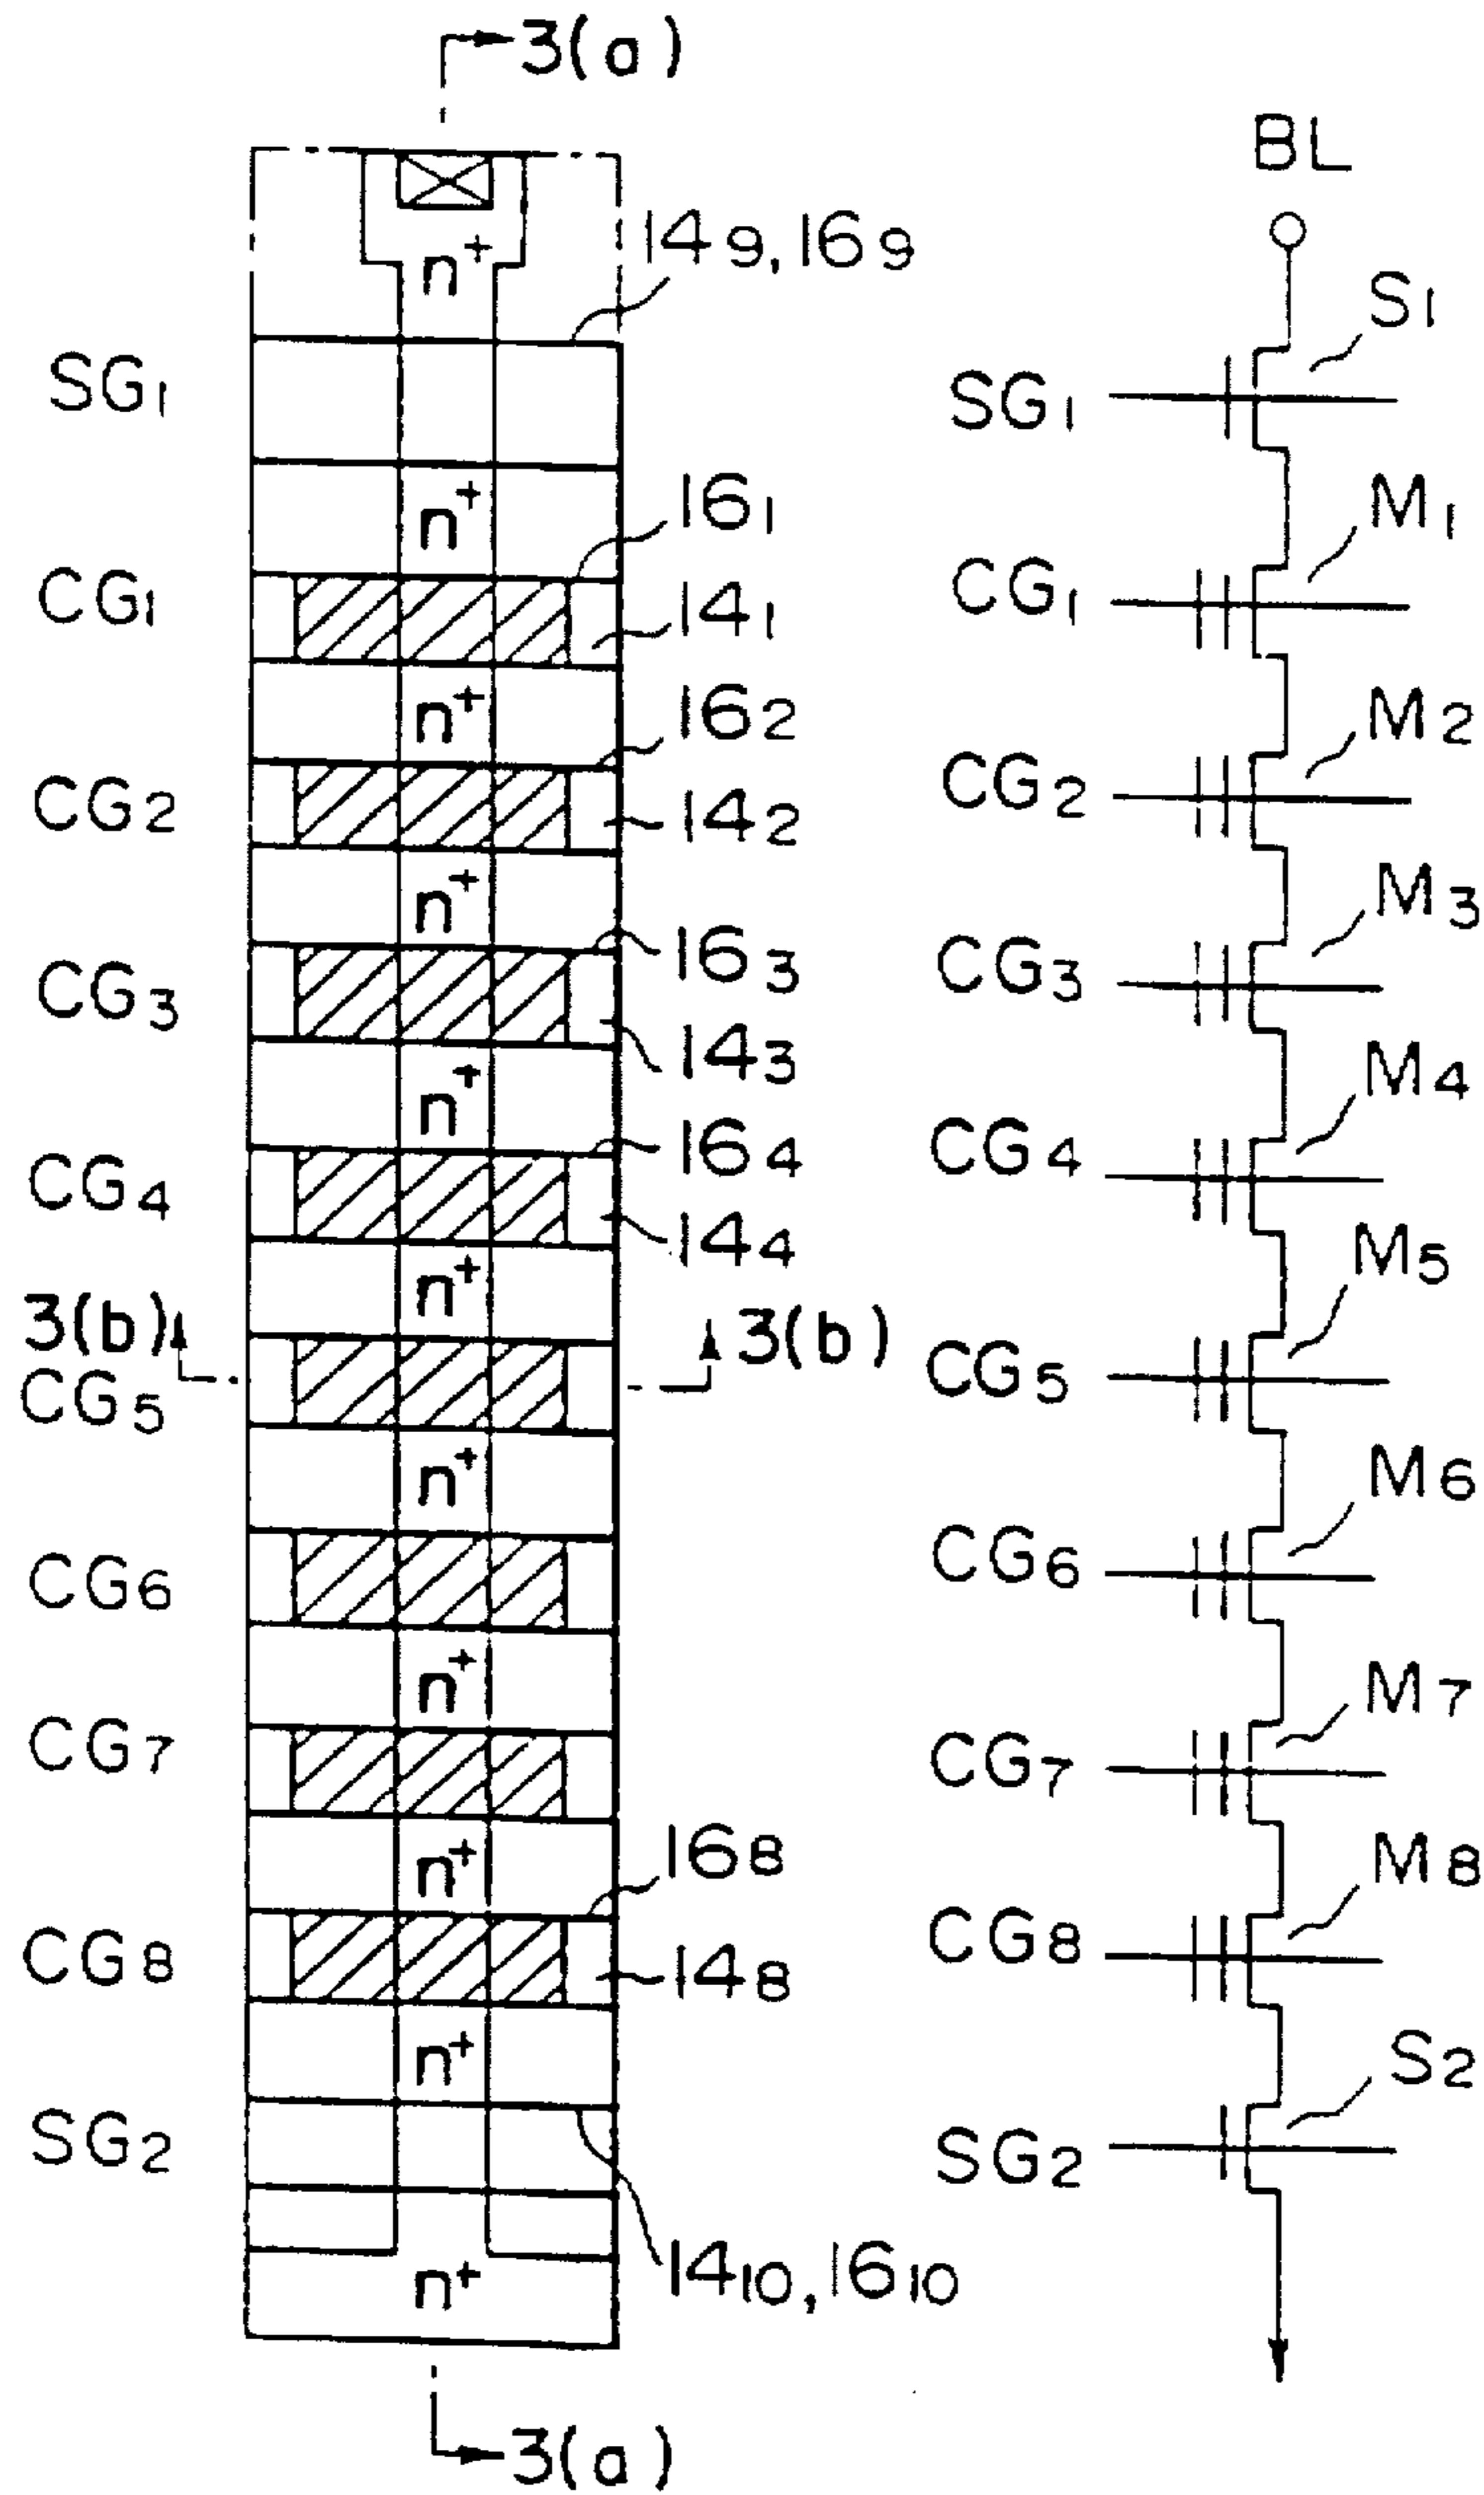 3(a)
BL
n⁺
14₉,16₉
S₁
SG₁
SG₁
n⁺
16₁
M₁
CG₁
14₁
CG₁
n⁺
16₂
M₂
CG₂
14₂
CG₂
n⁺
16₃
M₃
CG₃
CG₃
14₃
n⁺
16₄
M₄
CG₄
14₄
CG₄
n⁺
M₅
3(b)
3(b)
CG₅
CG₅
n⁺
M₆
CG₆
CG₆
n⁺
M₇
CG₇
CG₇
n⁺
16₈
M₈
CG₈
14₈
CG₈
n⁺
S₂
SG₂
SG₂
n⁺
14₁₀,16₁₀
3(a)